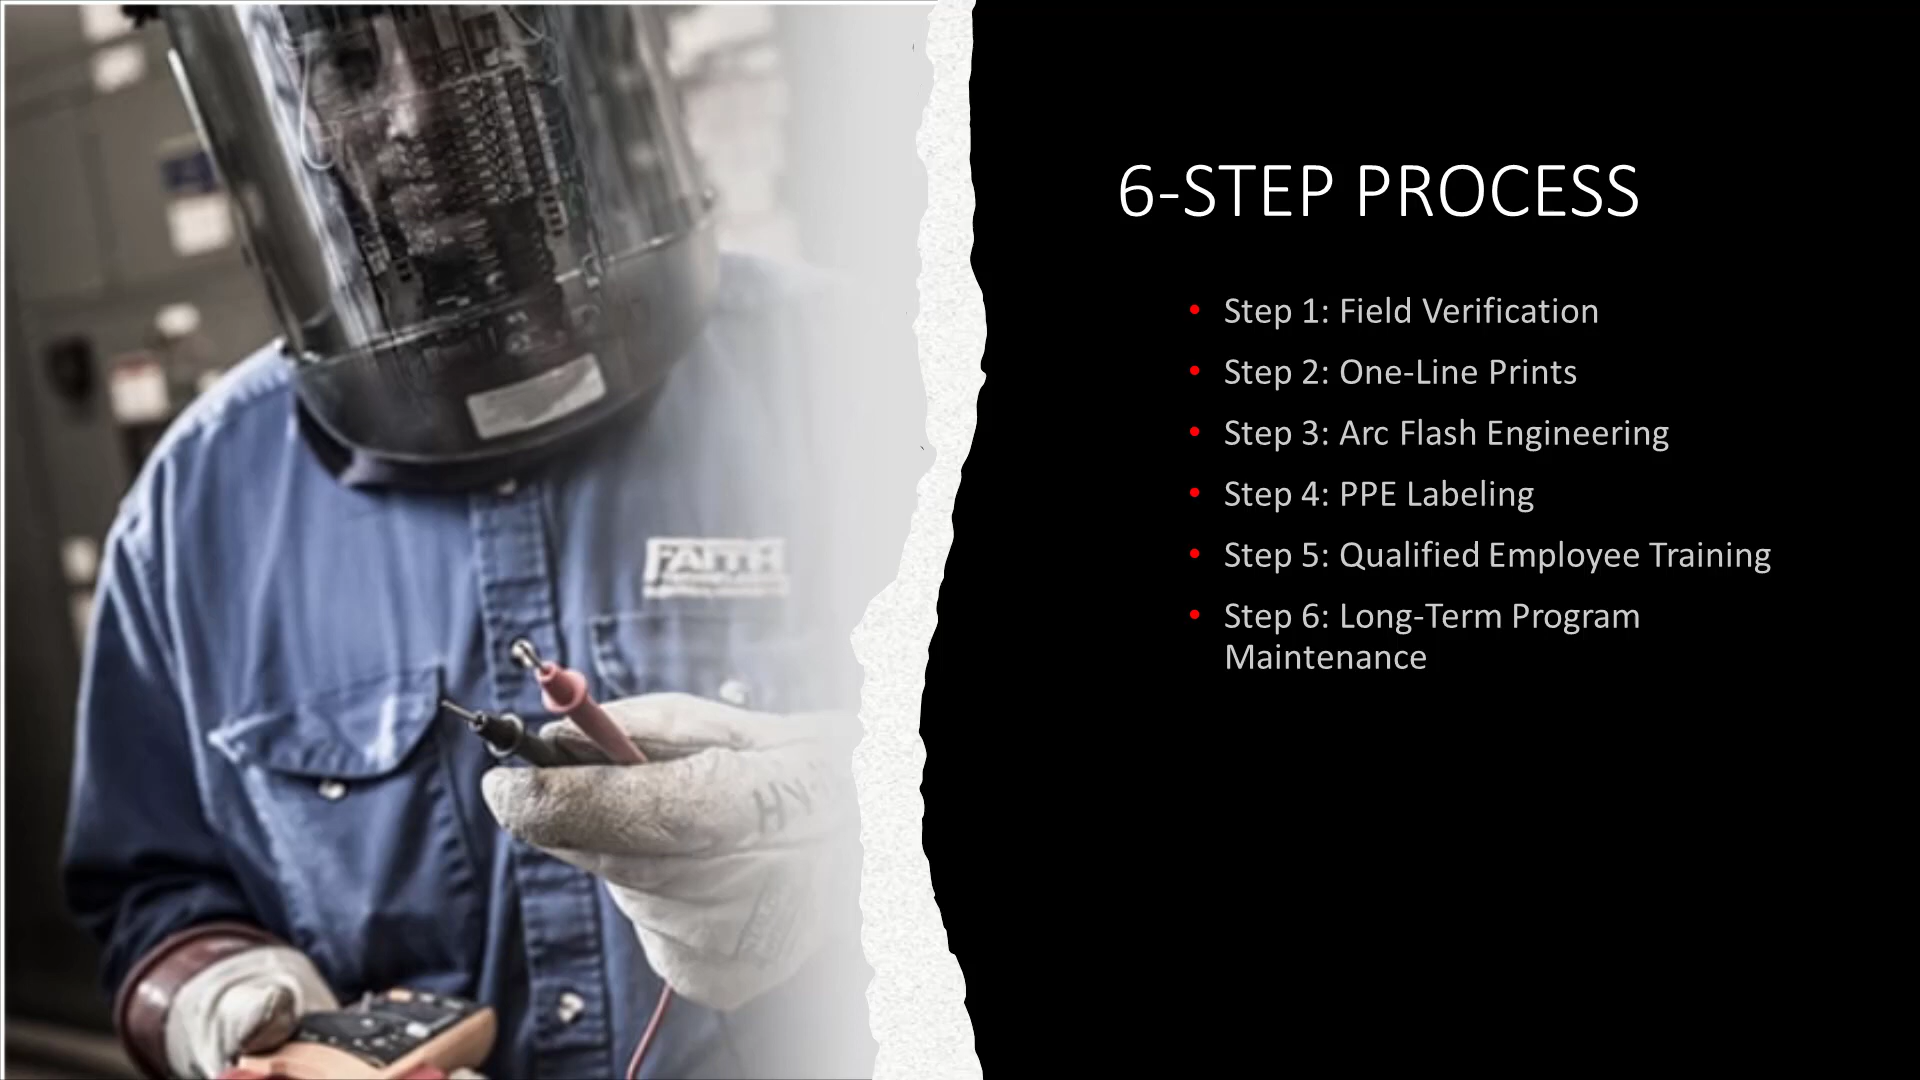 FAITH
HY
6-STEP PROCESS
• Step 1: Field Verification
• Step 2: One-Line Prints
• Step 3: Arc Flash Engineering
• Step 4: PPE Labeling
• Step 5: Qualified Employee Training
• Step 6: Long-Term Program
Maintenance